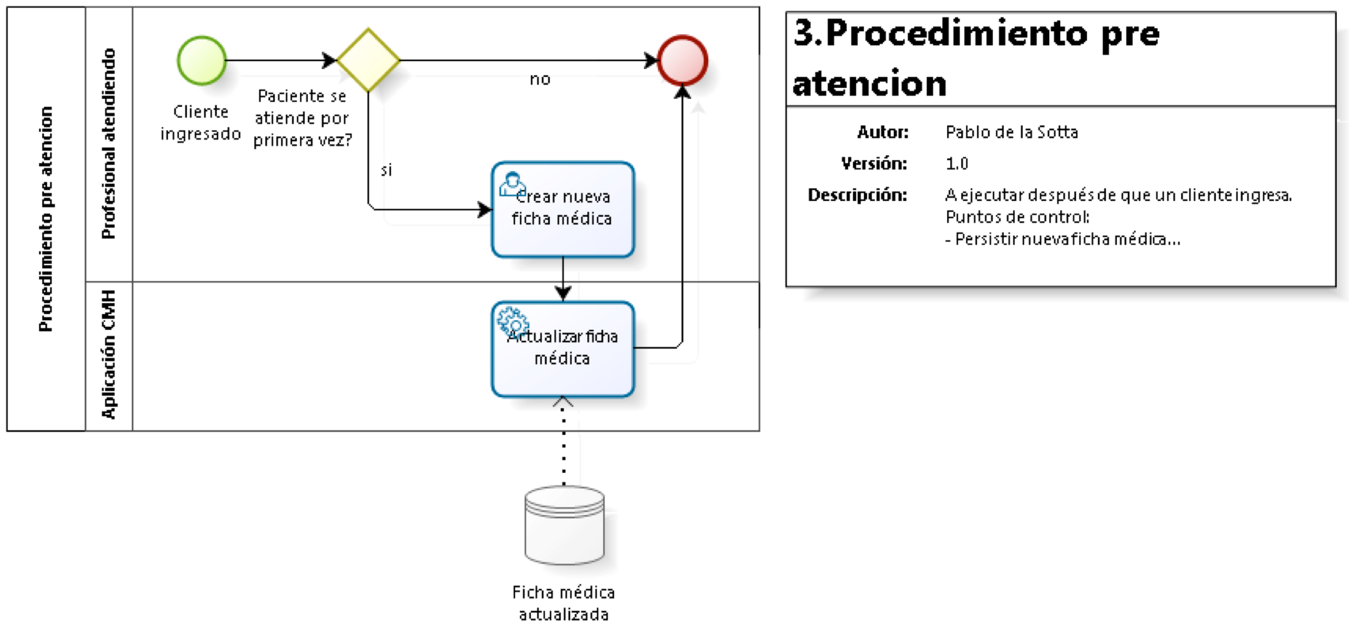 Procedimiento pre atencion
Profesional atendiendo
Aplicación CMH
Cliente
ingresado
Paciente se
atiende por
primera vez?
no
si
Crear nueva
ficha médica
Actualizar ficha
médica
Ficha médica
actualizada
3.Procedimiento pre
atencion
Autor: Pablo de la Sotta
Versión: 1.0
Descripción: A ejecutar después de que un cliente ingresa.
Puntos de control:
- Persistir nueva ficha médica...